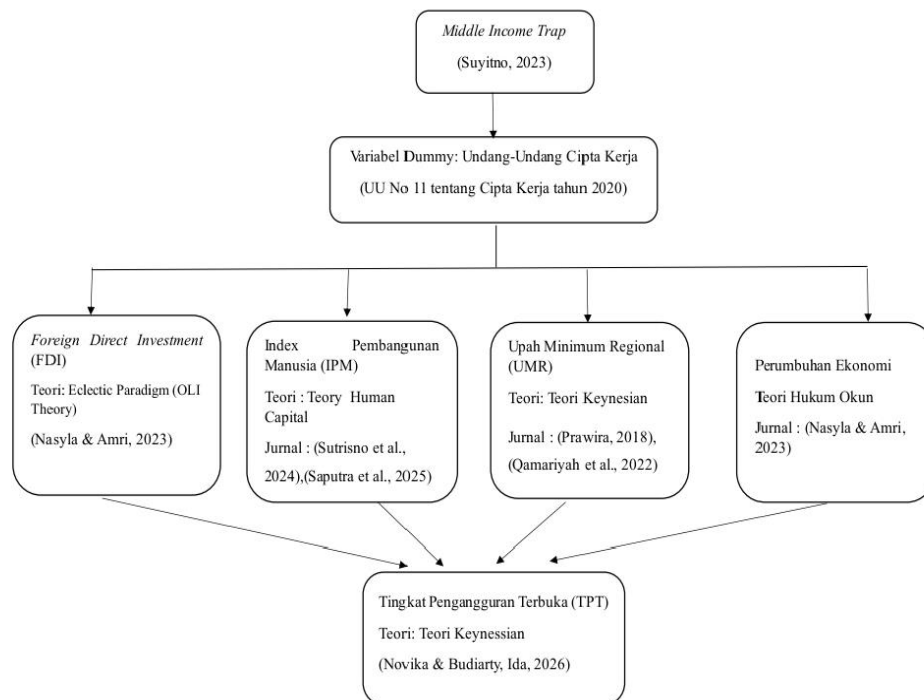 Middle Income Trap
(Suyitno, 2023)
Variabel Dummy: Undang-Undang Cipta Kerja
(UU No 11 tentang Cipta Kerja tahun 2020)
Foreign Direct Investment
(FDI)
Teori: Eclectic Paradigm (OLI
Theory)
(Nasyla & Amri, 2023)
Index Pembangunan
Manusia (IPM)
Teori : Teory Human
Capital
Jurnal : (Sutrisno et al.,
2024),(Saputra et al., 2025)
Upah Minimum Regional
(UMR)
Teori: Teori Keynesian
Jurnal : (Prawira, 2018),
(Qamariyah et al., 2022)
Perumbuhan Ekonomi
Teori Hukum Okun
Jurnal : (Nasyla & Amri,
2023)
Tingkat Pengangguran Terbuka (TPT)
Teori: Teori Keynessian
(Novika & Budiarty, Ida, 2026)